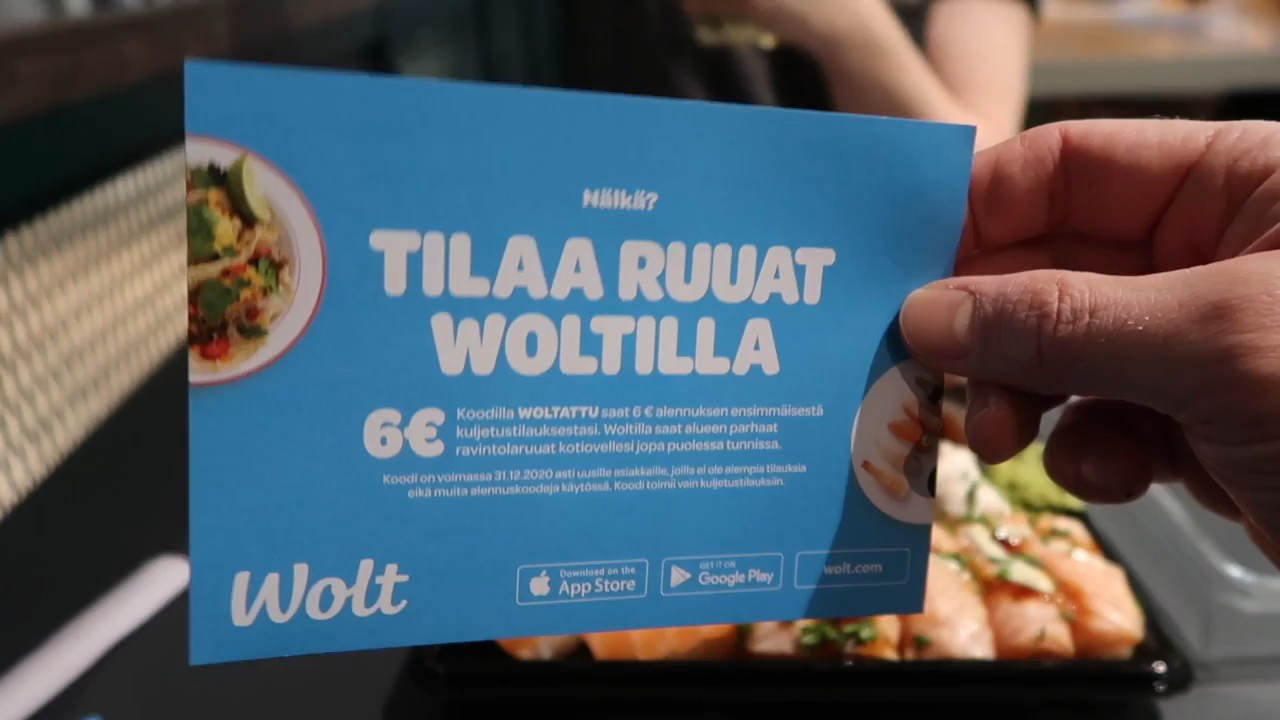 Nälkä?
TILAA RUUAT
WOLTILLA
6€
Koodilla WOLTATTU saat 6 € alennuksen ensimmäisestä
kuljetustilauksestasi. Woltilla saat alueen parhaat
ravintolaruuat kotiovellesi jopa puolessa tunnissa.
Koodi on voimassa 31.12.2020 asti uusille asiakkaille, joilla ei ole aiempia tilauksia
eikä muita alennuskoodeja käytössä. Koodi toimii vain kuljetustilauksiin.
Wolt
Download on the
App Store
GET IT ON
Google Play
wolt.com